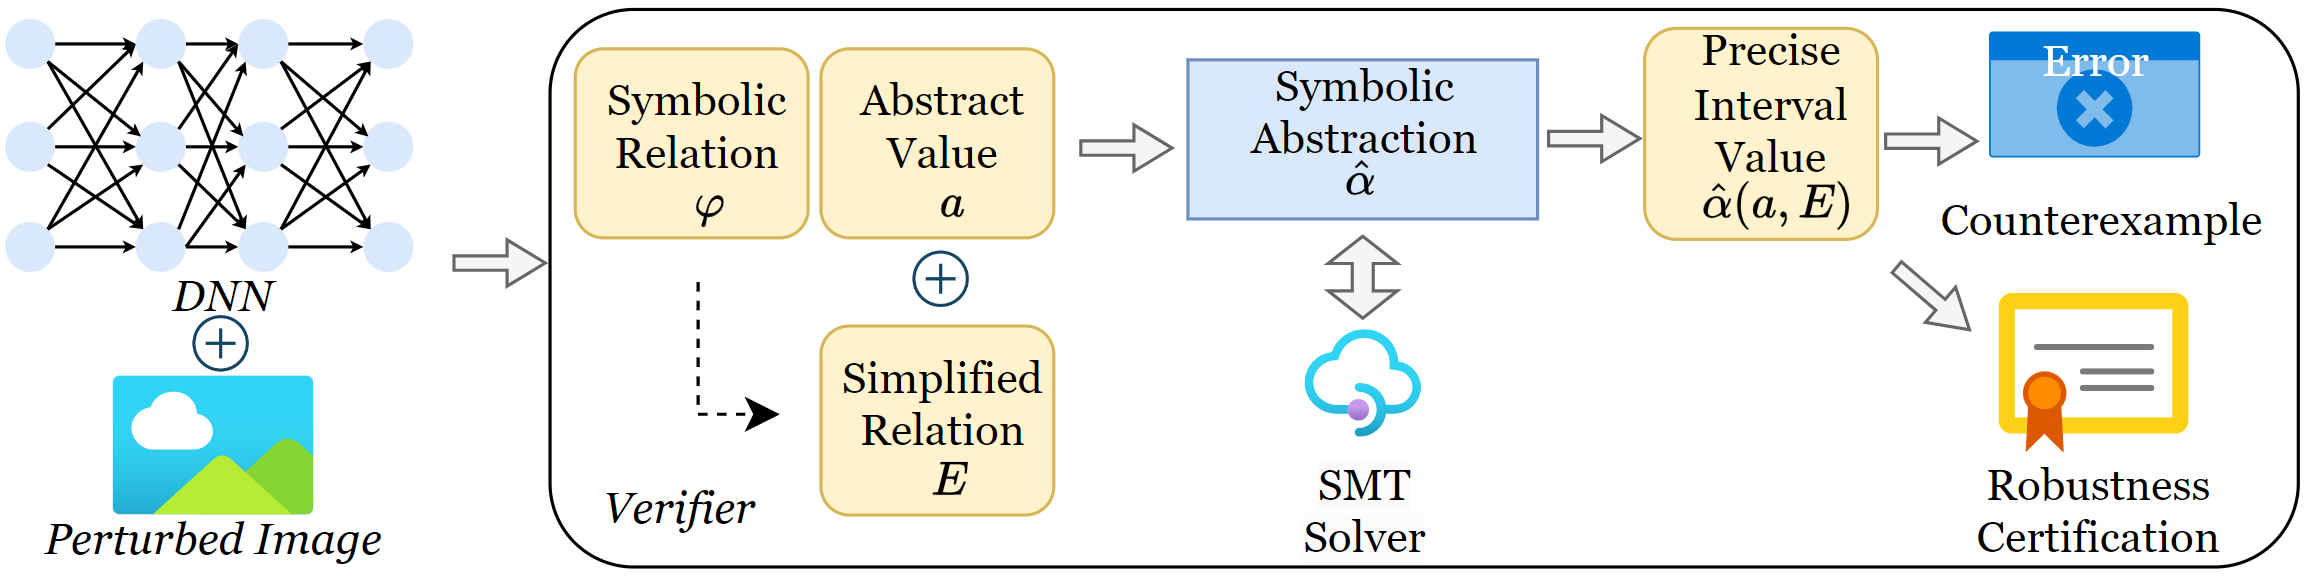 DNN
Perturbed Image
Symbolic
Relation
φ
Abstract
Value
a
Simplified
Relation
E
Verifier
Symbolic
Abstraction
α̂
SMT
Solver
Precise
Interval
Value
α̂(a, E)
Error
Counterexample
Robustness
Certification